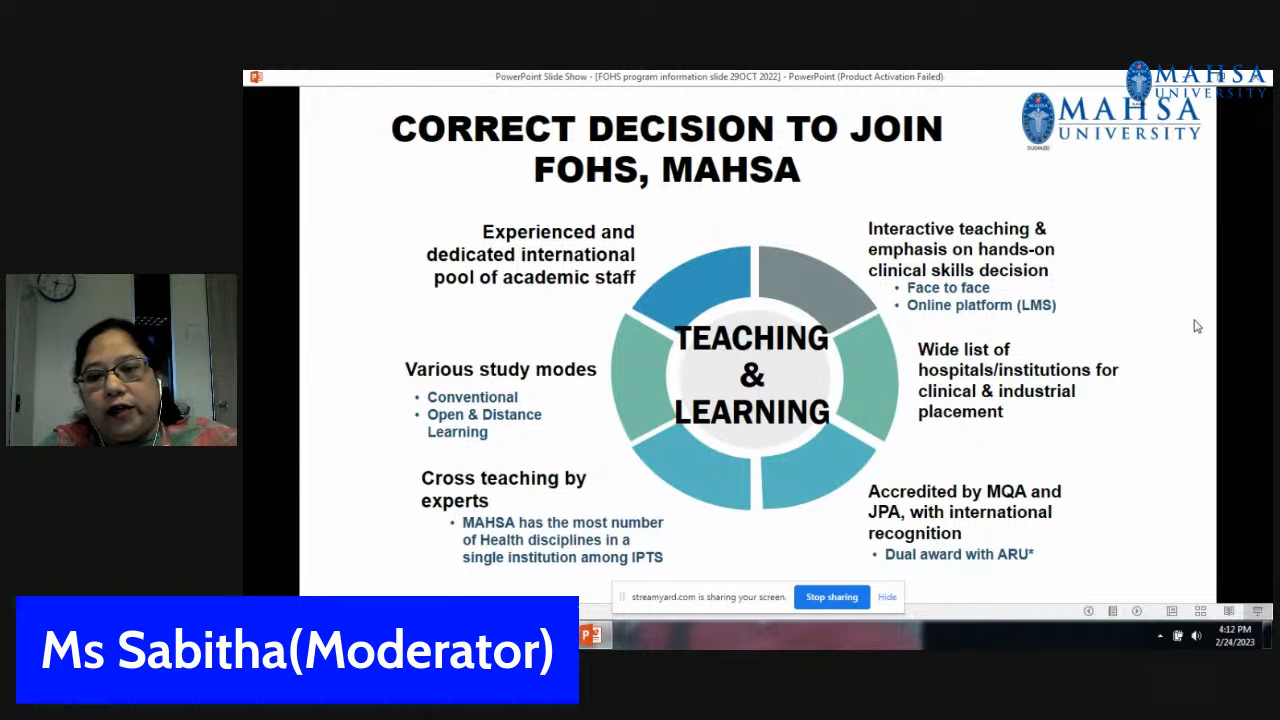 PowerPoint Slide Show - [FOHS program information slide 29OCT 2022] - PowerPoint (Product Activation Failed)
MAHSA
UNIVERSITY
MAHSA
UNIVERSITY
CORRECT DECISION TO JOIN
FOHS, MAHSA
Experienced and
dedicated international
pool of academic staff
Interactive teaching &
emphasis on hands-on
clinical skills decision
• Face to face
• Online platform (LMS)
TEACHING
&
LEARNING
Various study modes
• Conventional
• Open & Distance
Learning
Wide list of
hospitals/institutions for
clinical & industrial
placement
Cross teaching by
experts
• MAHSA has the most number
of Health disciplines in a
single institution among IPTS
Accredited by MQA and
JPA, with international
recognition
• Dual award with ARU*
streamyard.com is sharing your screen.
Stop sharing
Hide
4:12 PM
2/24/2023
Ms Sabitha(Moderator)